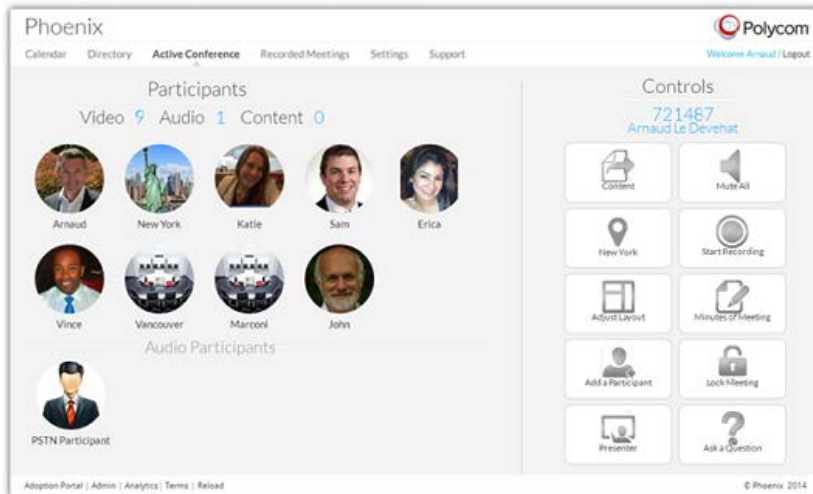 Phoenix
Polycom
Calendar Directory Active Conference Recorded Meetings Settings Support
Welcome Arnaud | Logout
Participants
Video 9 Audio 1 Content 0
Arnaud New York Katie Sam Erica
Vince Vancouver Marconi John
Audio Participants
PSTN Participant
Controls
721487
Arnaud Le Devehat
Content Mute All
New York Start Recording
Adjust Layout Minutes of Meeting
Add a Participant Lock Meeting
Presenter Ask a Question
Adoption Portal | Admin | Analytics | Terms | Reload
© Phoenix 2014